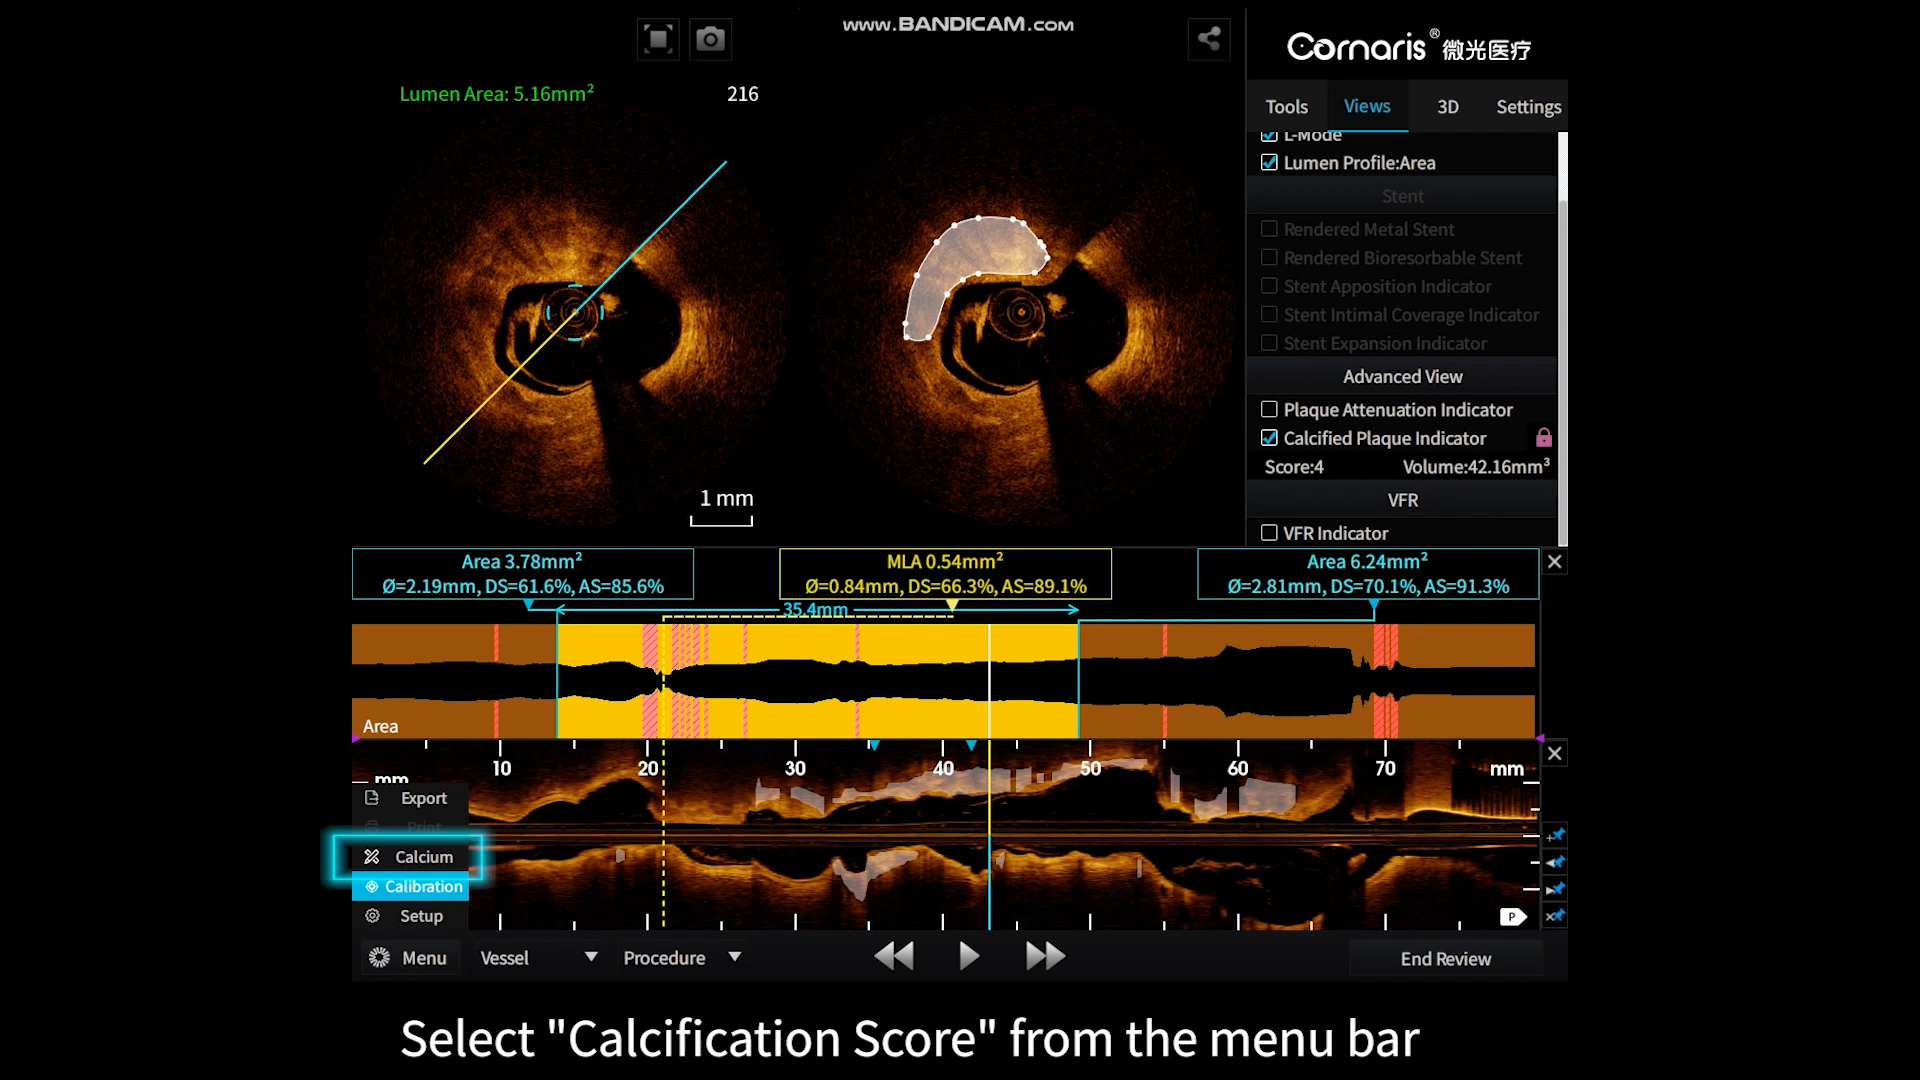 www.BANDICAM.com
Cornaris® 微光医疗
Lumen Area: 5.16mm²
216
Tools Views 3D Settings
L-Mode
Lumen Profile:Area
Stent
Rendered Metal Stent
Rendered Bioresorbable Stent
Stent Apposition Indicator
Stent Intimal Coverage Indicator
Stent Expansion Indicator
Advanced View
Plaque Attenuation Indicator
Calcified Plaque Indicator
Score:4 Volume:42.16mm³
VFR
VFR Indicator
1 mm
Area 3.78mm²
Ø=2.19mm, DS=61.6%, AS=85.6%
MLA 0.54mm²
Ø=0.84mm, DS=66.3%, AS=89.1%
Area 6.24mm²
Ø=2.81mm, DS=70.1%, AS=91.3%
35.4mm
Area
10 20 30 40 50 60 70 mm
mm
Export
Print
Calcium
Calibration
Setup
P
Menu Vessel Procedure End Review
Select "Calcification Score" from the menu bar